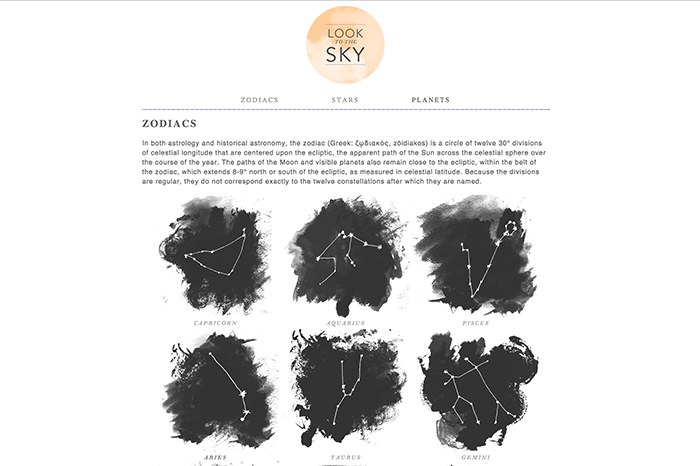 LOOK
TO THE
SKY
ZODIACS STARS PLANETS
ZODIACS
In both astrology and historical astronomy, the zodiac (Greek: ζῳδιακός, zōidiakos) is a circle of twelve 30° divisions
of celestial longitude that are centered upon the ecliptic, the apparent path of the Sun across the celestial sphere over
the course of the year. The paths of the Moon and visible planets also remain close to the ecliptic, within the belt of
the zodiac, which extends 8-9° north or south of the ecliptic, as measured in celestial latitude. Because the divisions
are regular, they do not correspond exactly to the twelve constellations after which they are named.
CAPRICORN AQUARIUS PISCES
ARIES TAURUS GEMINI